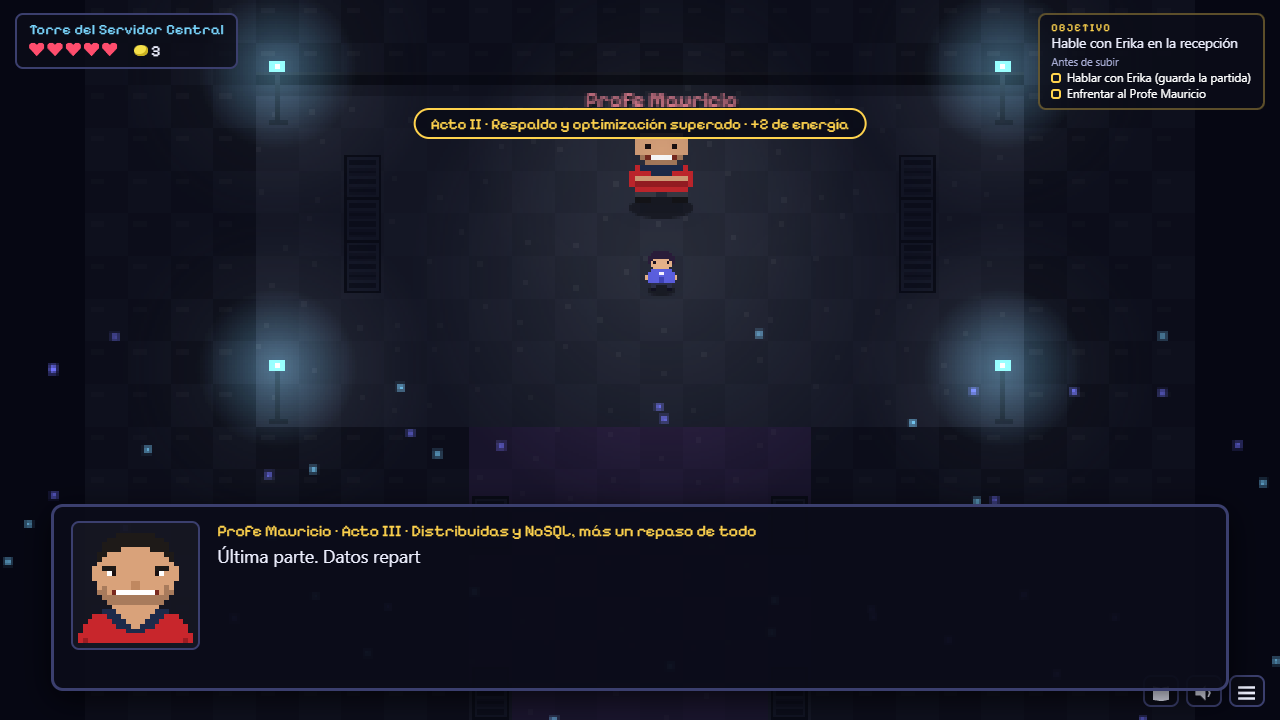 Torre del Servidor Central
3
OBJETIVO
Hable con Erika en la recepción
Antes de subir
Hablar con Erika (guarda la partida)
Enfrentar al Profe Mauricio
Profe Mauricio
Acto II · Respaldo y optimización superado · +2 de energía
Profe Mauricio · Acto III · Distribuidas y NoSQL, más un repaso de todo
Última parte. Datos repart